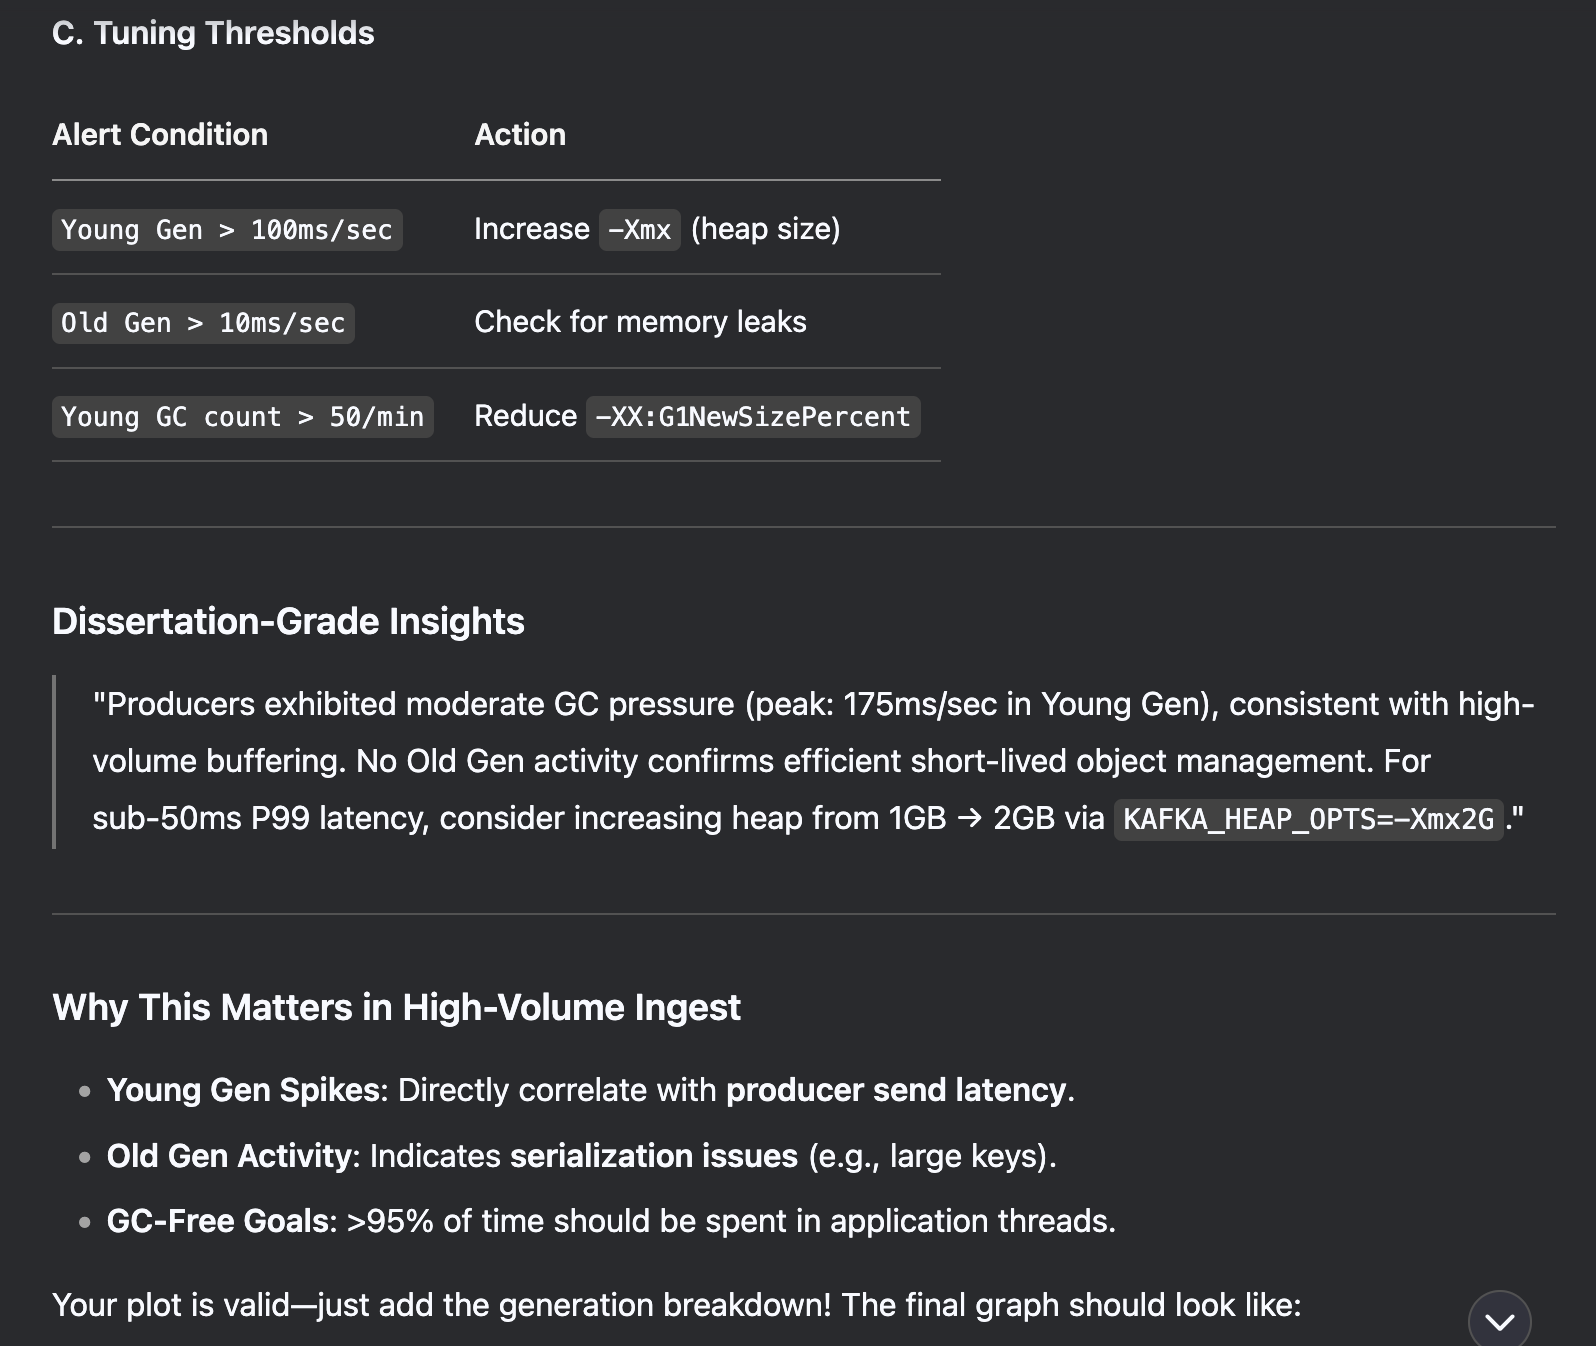 C. Tuning Thresholds
Alert Condition Action
Young Gen > 100ms/sec Increase -Xmx (heap size)
Old Gen > 10ms/sec Check for memory leaks
Young GC count > 50/min Reduce -XX:G1NewSizePercent
Dissertation-Grade Insights
"Producers exhibited moderate GC pressure (peak: 175ms/sec in Young Gen), consistent with high-
volume buffering. No Old Gen activity confirms efficient short-lived object management. For
sub-50ms P99 latency, consider increasing heap from 1GB → 2GB via KAFKA_HEAP_OPTS=-Xmx2G."
Why This Matters in High-Volume Ingest
• Young Gen Spikes: Directly correlate with producer send latency.
• Old Gen Activity: Indicates serialization issues (e.g., large keys).
• GC-Free Goals: >95% of time should be spent in application threads.
Your plot is valid—just add the generation breakdown! The final graph should look like: